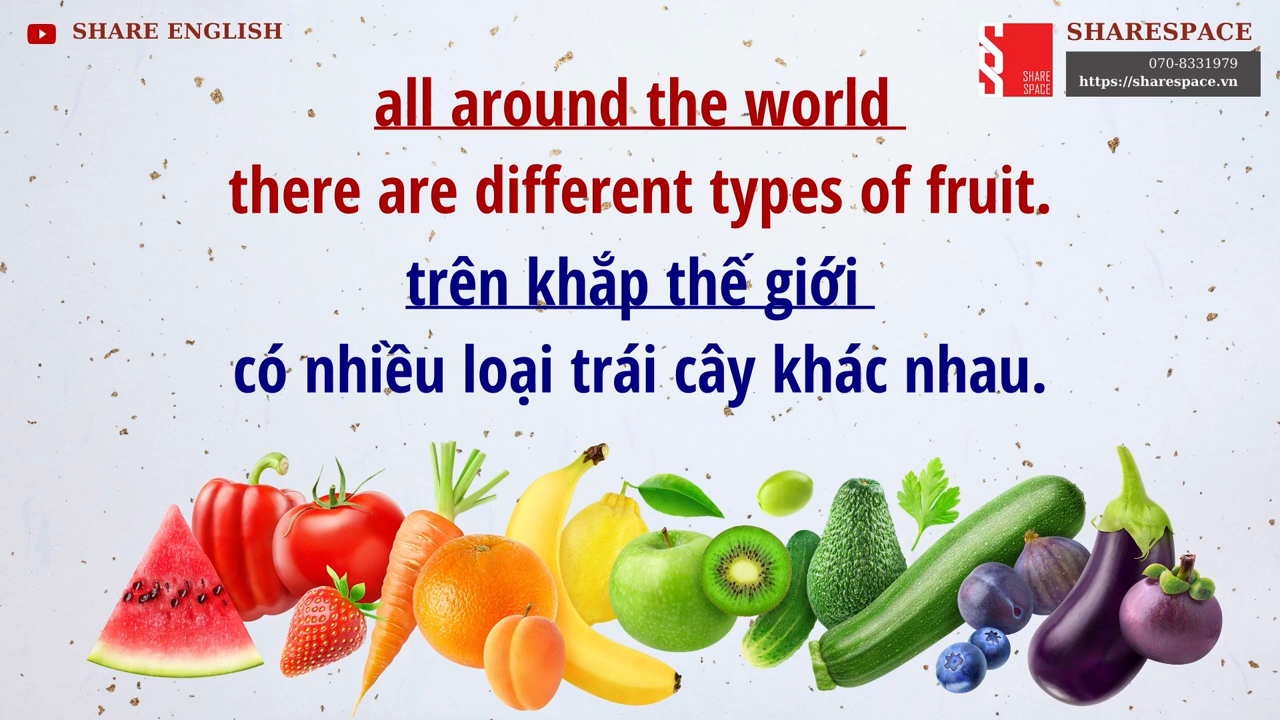 SHARE ENGLISH
SHARESPACE
SHARE
SPACE
070-8331979
https://sharespace.vn
all around the world
there are different types of fruit.
trên khắp thế giới
có nhiều loại trái cây khác nhau.